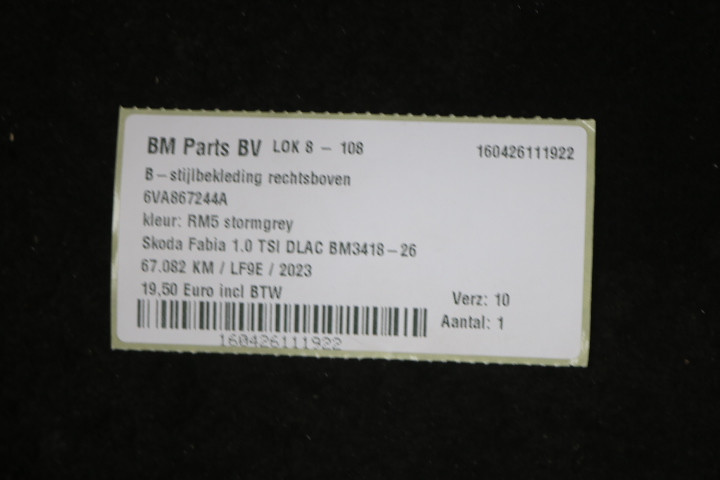 BM Parts BV LOK 8 - 108 160426111922
B-stijlbekleding rechtsboven
6VA867244A
kleur: RM5 stormgrey
Skoda Fabia 1.0 TSI DLAC BM3418-26
67.082 KM / LF9E / 2023
19,50 Euro incl BTW
Verz: 10
Aantal: 1
160426111922